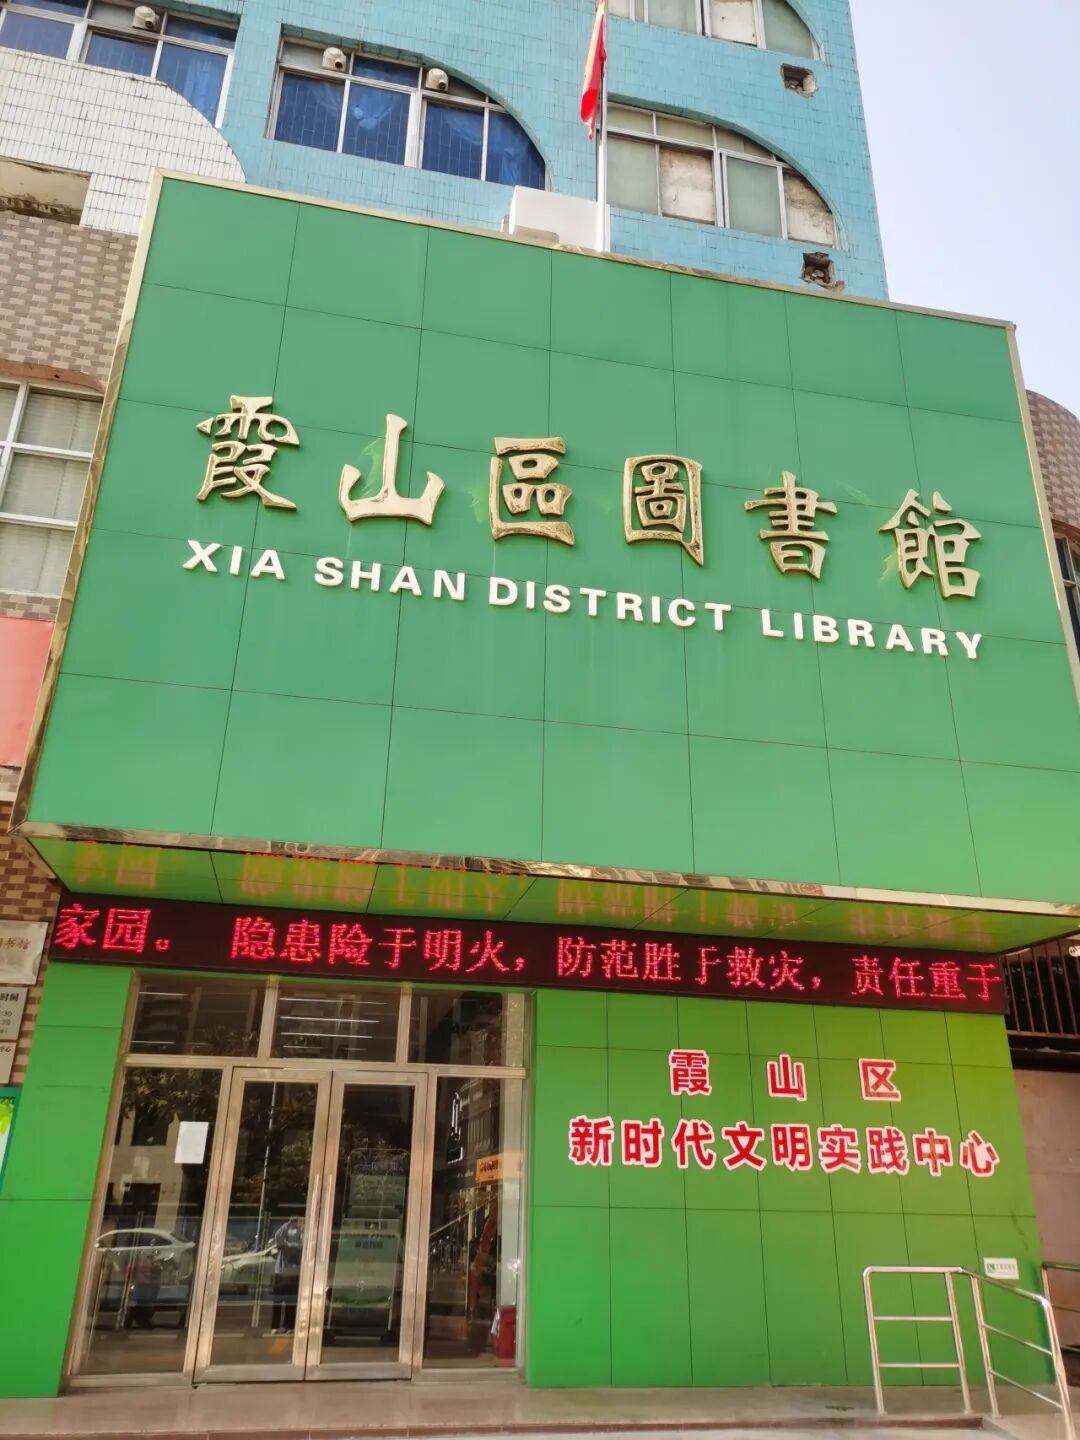 霞山區圖書館
XIA SHAN DISTRICT LIBRARY
家园。 隐患险于明火，防范胜于救灾，责任重于
霞山区
新时代文明实践中心